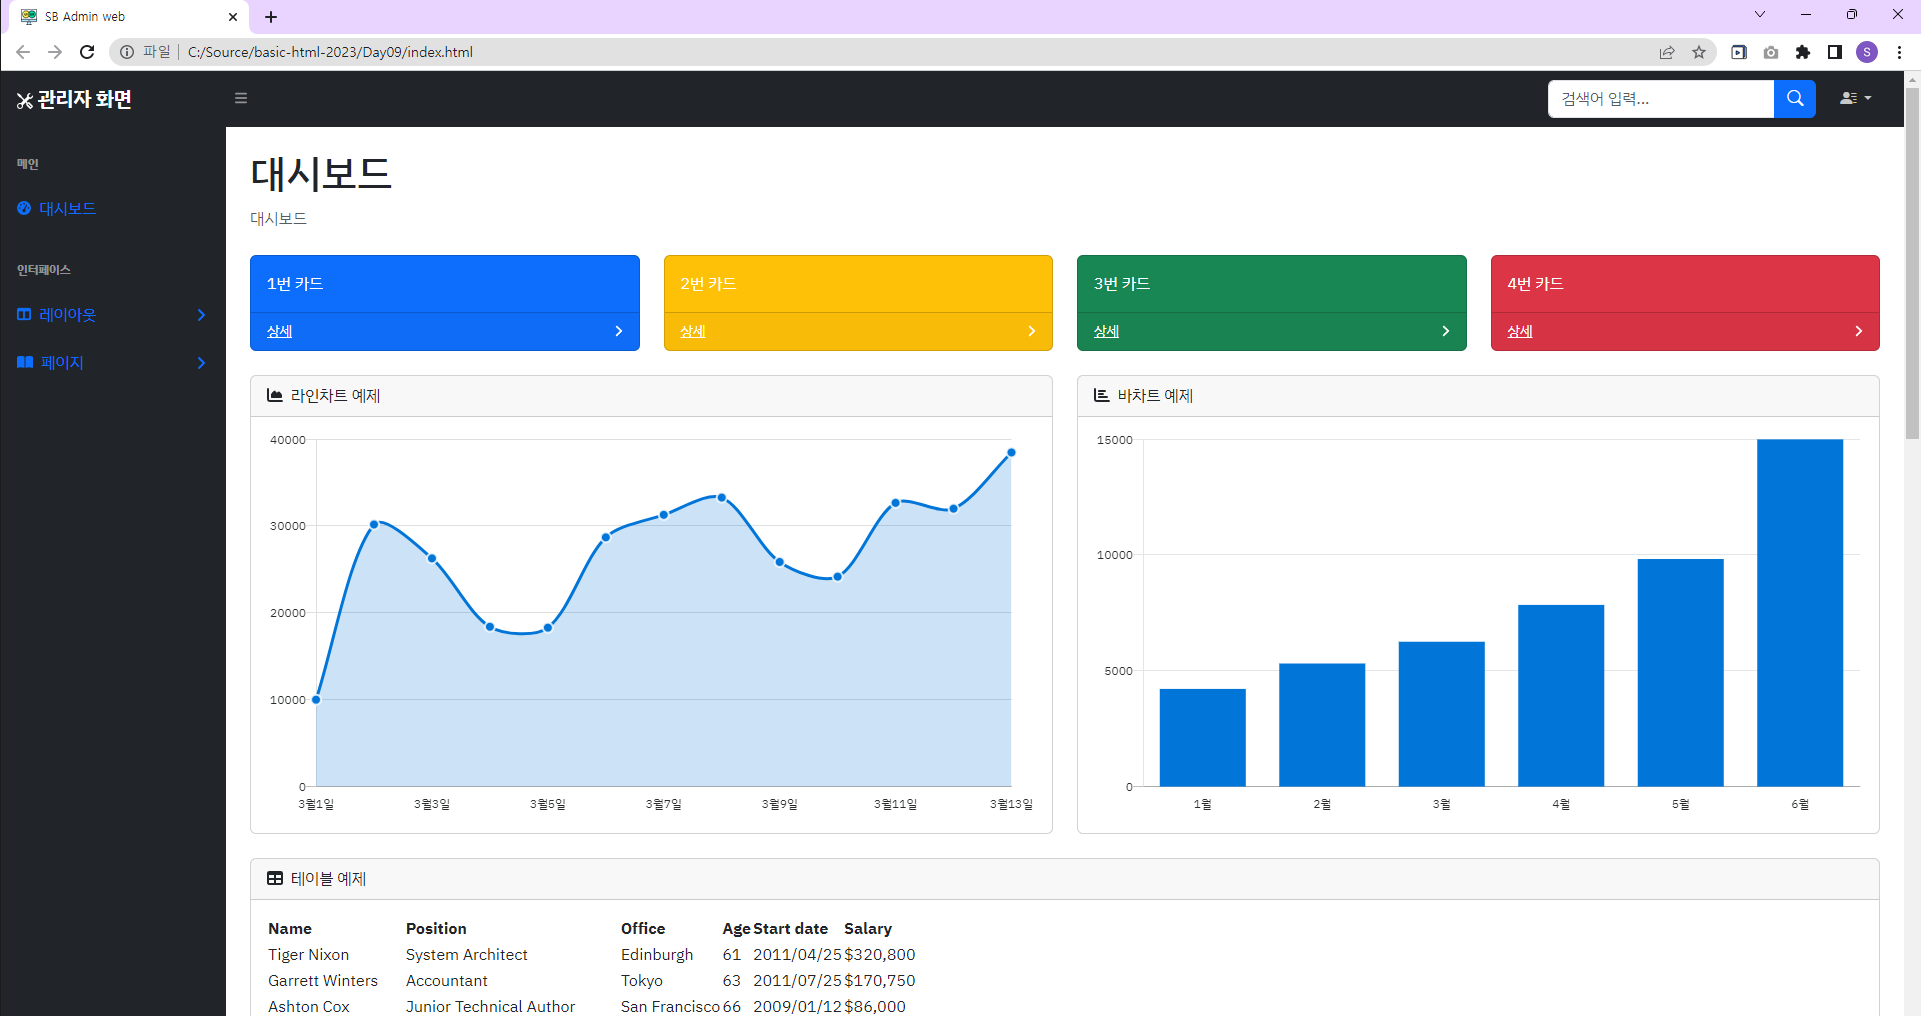 SB Admin web
파일 C:/Source/basic-html-2023/Day09/index.html
S
관리자 화면
검색어 입력...
메인
대시보드
인터페이스
레이아웃
페이지
대시보드
대시보드
1번 카드
상세
2번 카드
상세
3번 카드
상세
4번 카드
상세
라인차트 예제
40000
30000
20000
10000
0
3월1일 3월3일 3월5일 3월7일 3월9일 3월11일 3월13일
바차트 예제
15000
10000
5000
0
1월 2월 3월 4월 5월 6월
테이블 예제
Name Position Office Age Start date Salary
Tiger Nixon System Architect Edinburgh 61 2011/04/25 $320,800
Garrett Winters Accountant Tokyo 63 2011/07/25 $170,750
Ashton Cox Junior Technical Author San Francisco 66 2009/01/12 $86,000